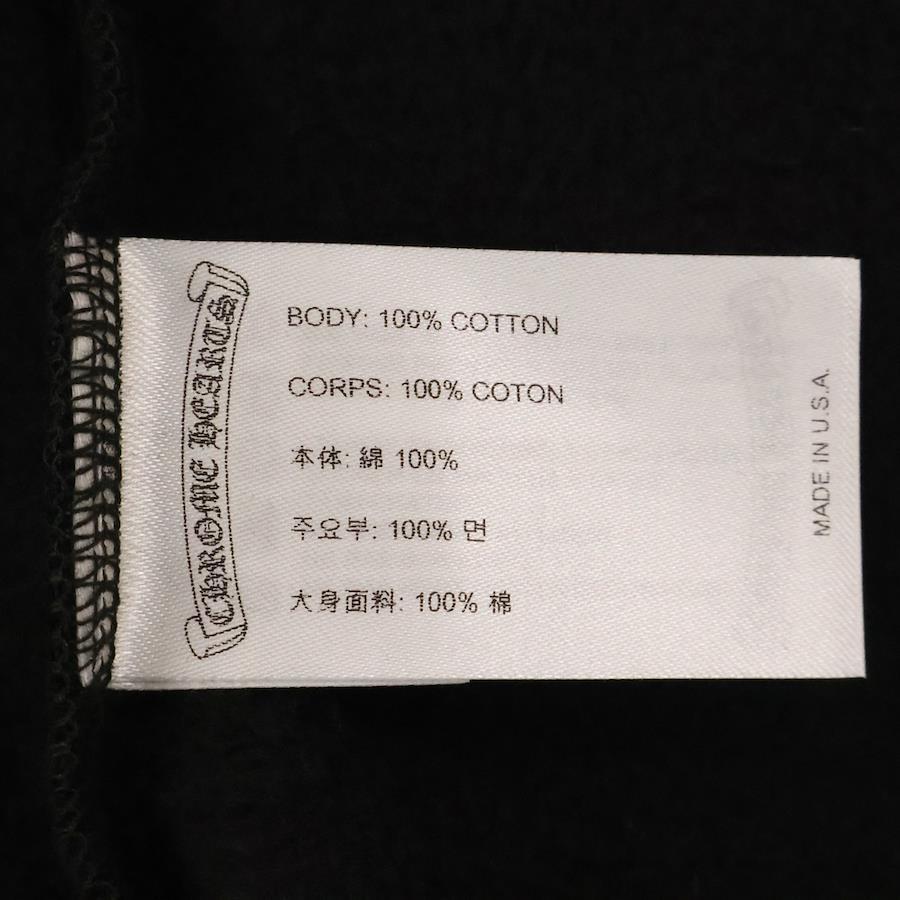 CHROME HEARTS
BODY: 100% COTTON
CORPS: 100% COTON
本体: 綿 100%
주요부: 100% 면
大身面料: 100% 棉
MADE IN U.S.A.